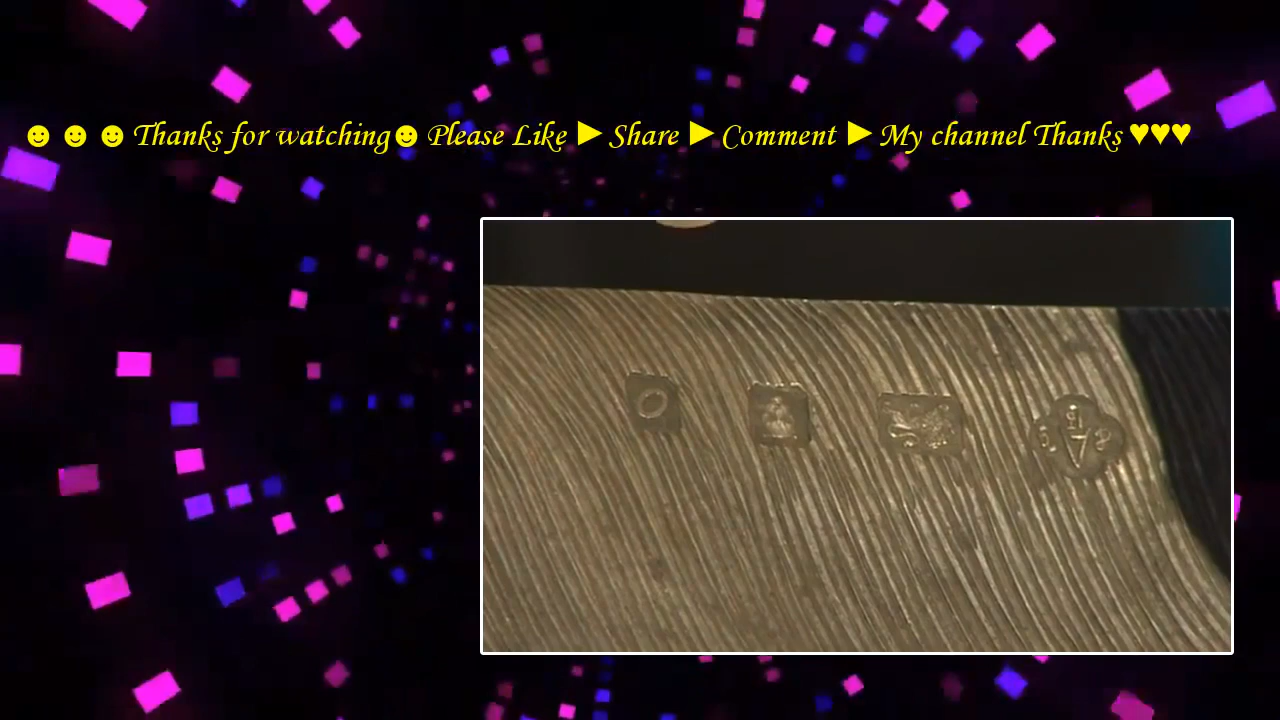 ☻ ☻ ☻ Thanks for watching☻ Please Like ► Share ► Comment ► My channel Thanks ♥♥♥